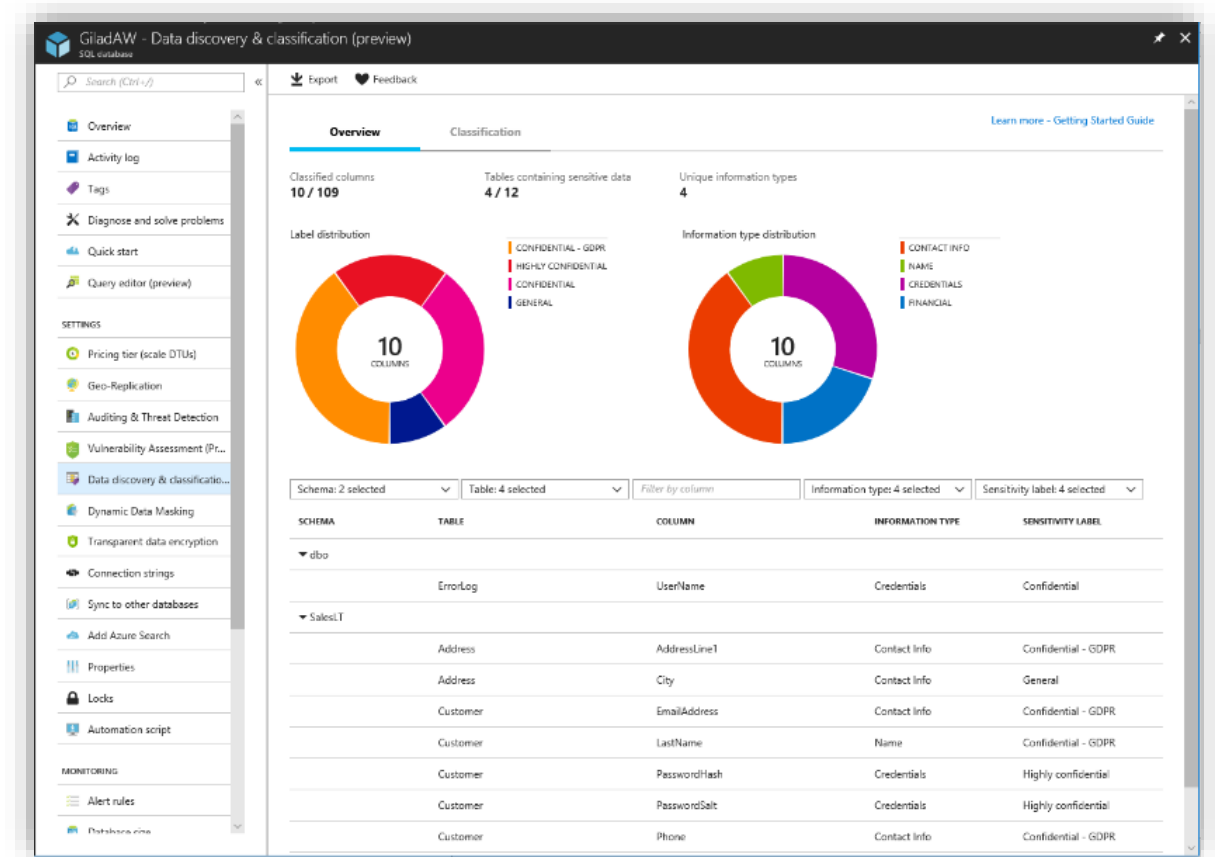 GiladAW - Data discovery & classification (preview)
SQL database
Search (Ctrl+/)
«
Overview
Activity log
Tags
Diagnose and solve problems
Quick start
Query editor (preview)
SETTINGS
Pricing tier (scale DTUs)
Geo-Replication
Auditing & Threat Detection
Vulnerability Assessment (Pr...
Data discovery & classificatio...
Dynamic Data Masking
Transparent data encryption
Connection strings
Sync to other databases
Add Azure Search
Properties
Locks
Automation script
MONITORING
Alert rules
Database size
Export Feedback
Overview Classification
Learn more - Getting Started Guide
Classified columns Tables containing sensitive data Unique information types
10 / 109 4 / 12 4
Label distribution
CONFIDENTIAL - GDPR
HIGHLY CONFIDENTIAL
CONFIDENTIAL
GENERAL
10
COLUMNS
Information type distribution
CONTACT INFO
NAME
CREDENTIALS
FINANCIAL
10
COLUMNS
Schema: 2 selected Table: 4 selected Filter by column Information type: 4 selected Sensitivity label: 4 selected
SCHEMA TABLE COLUMN INFORMATION TYPE SENSITIVITY LABEL
dbo
ErrorLog UserName Credentials Confidential
SalesLT
Address AddressLine1 Contact Info Confidential - GDPR
Address City Contact Info General
Customer EmailAddress Contact Info Confidential - GDPR
Customer LastName Name Confidential - GDPR
Customer PasswordHash Credentials Highly confidential
Customer PasswordSalt Credentials Highly confidential
Customer Phone Contact Info Confidential - GDPR